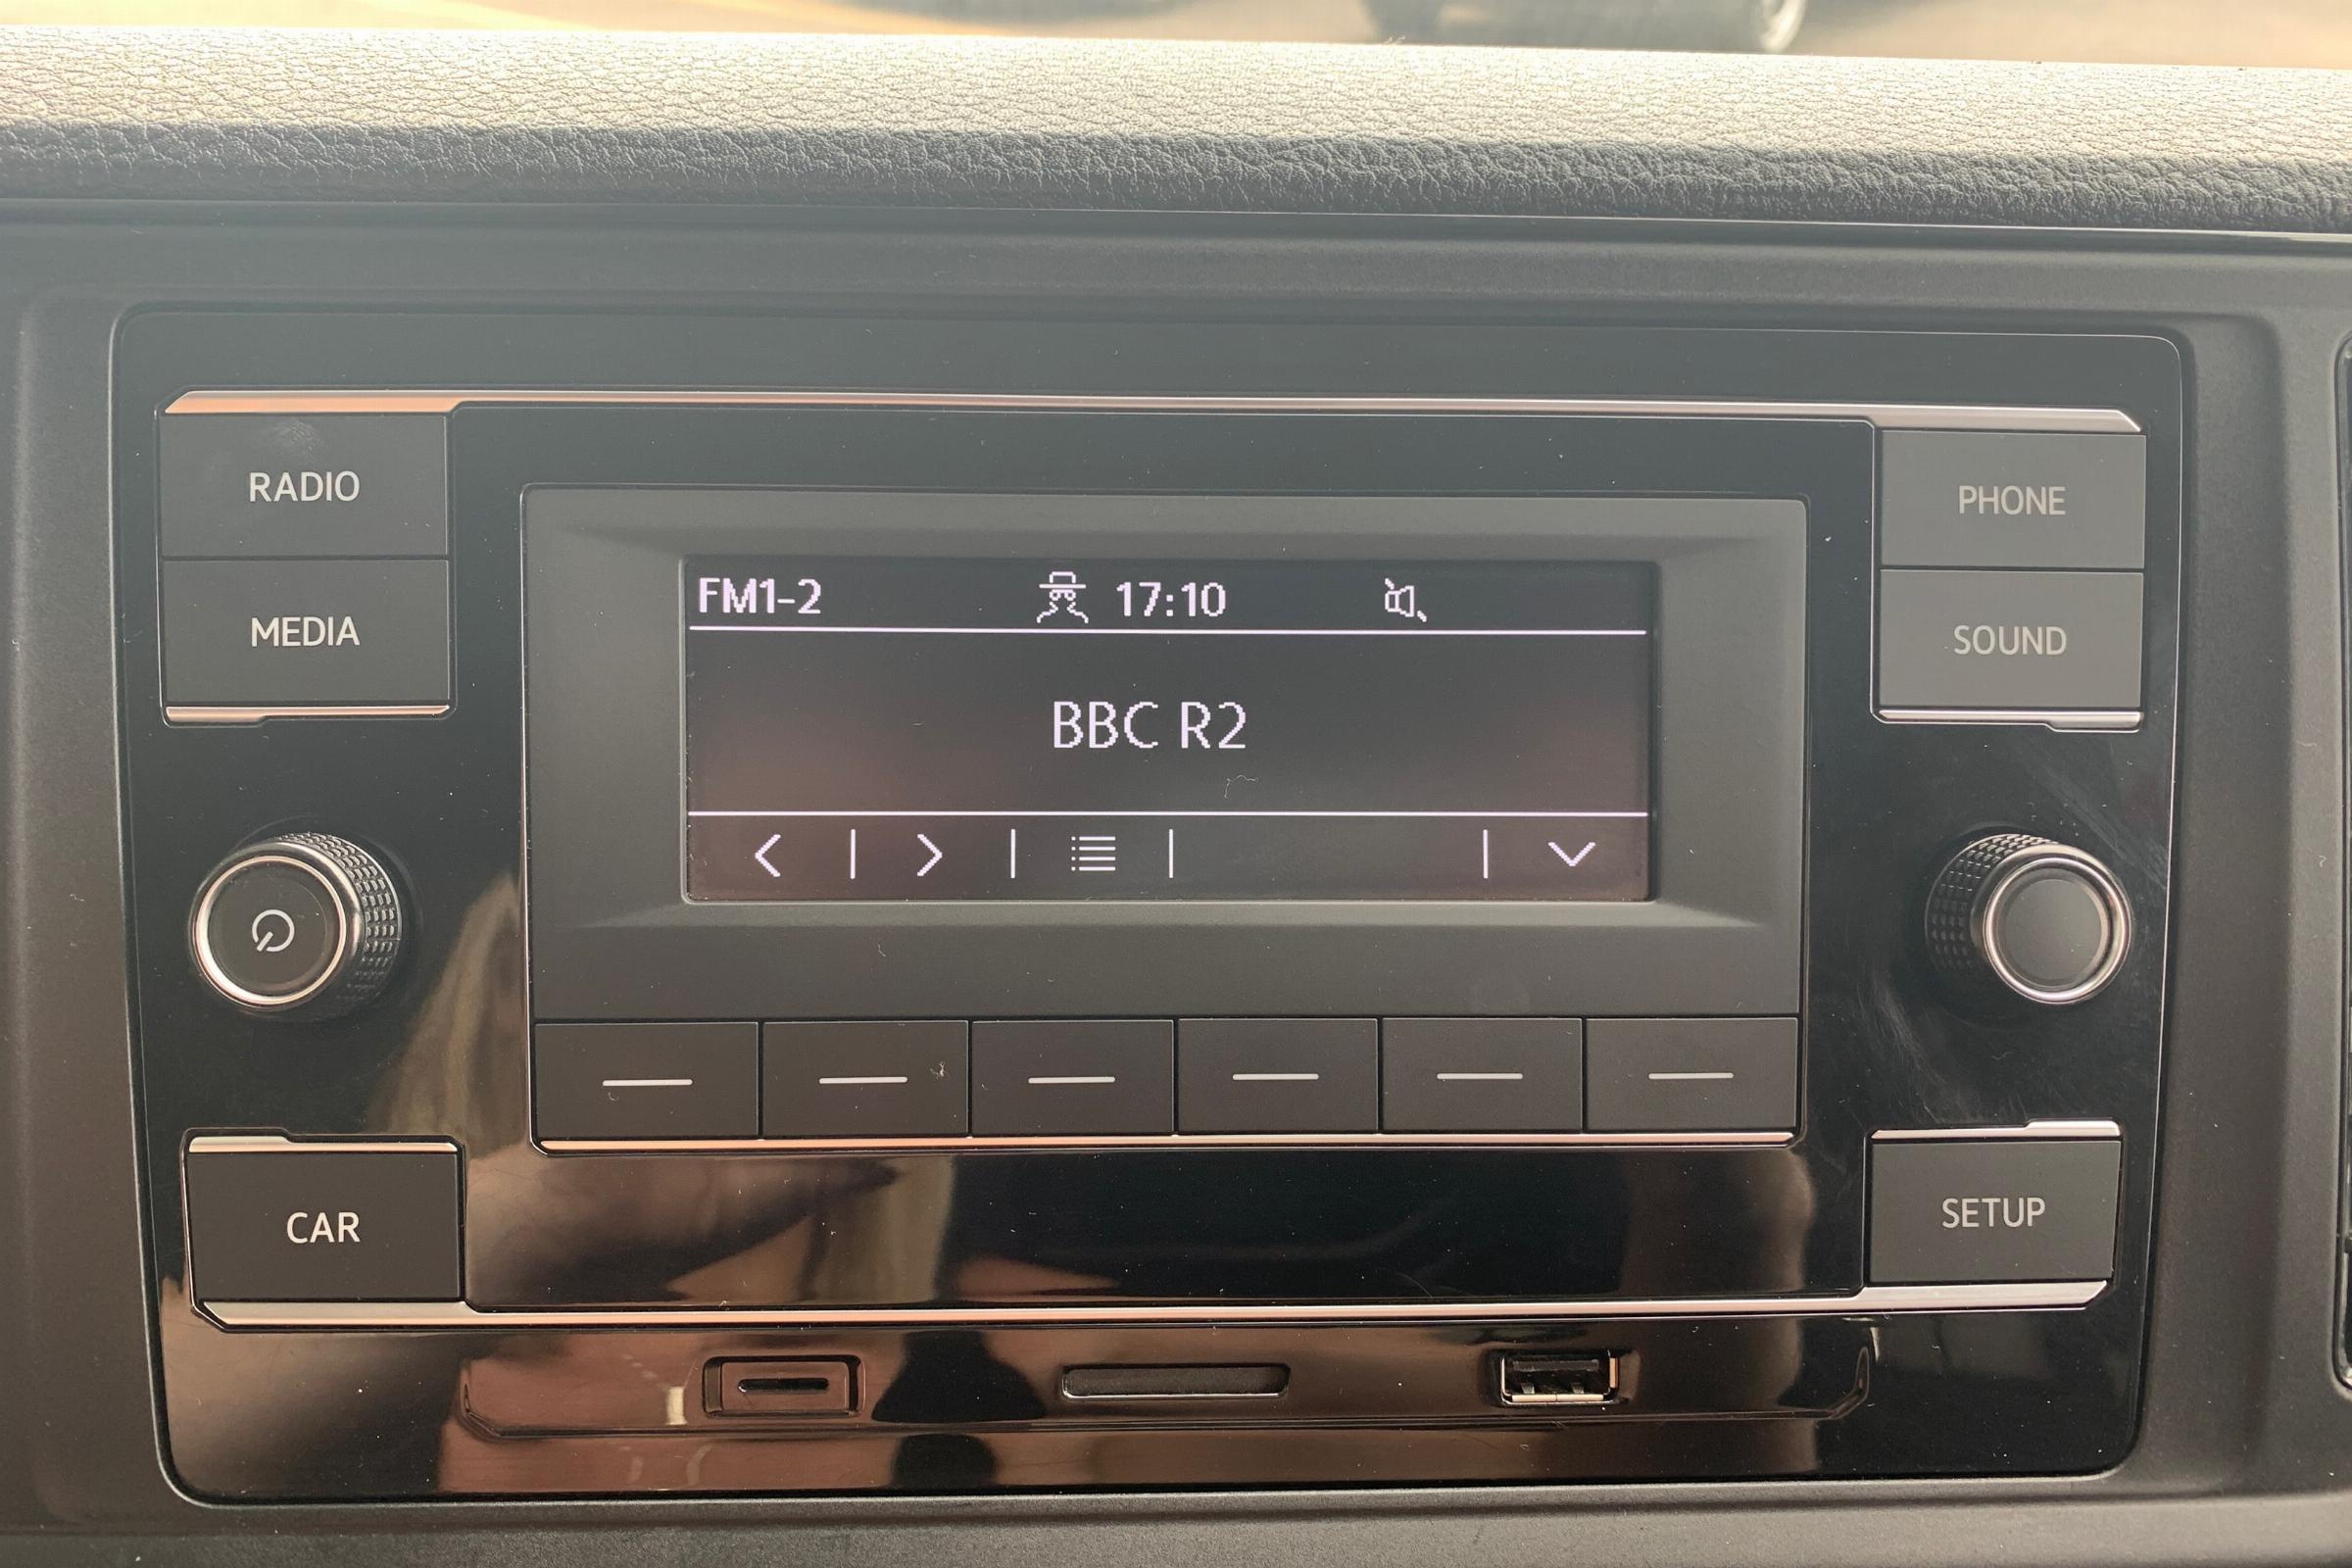 RADIO
MEDIA
FM1-2 17:10
BBC R2
PHONE
SOUND
CAR
SETUP